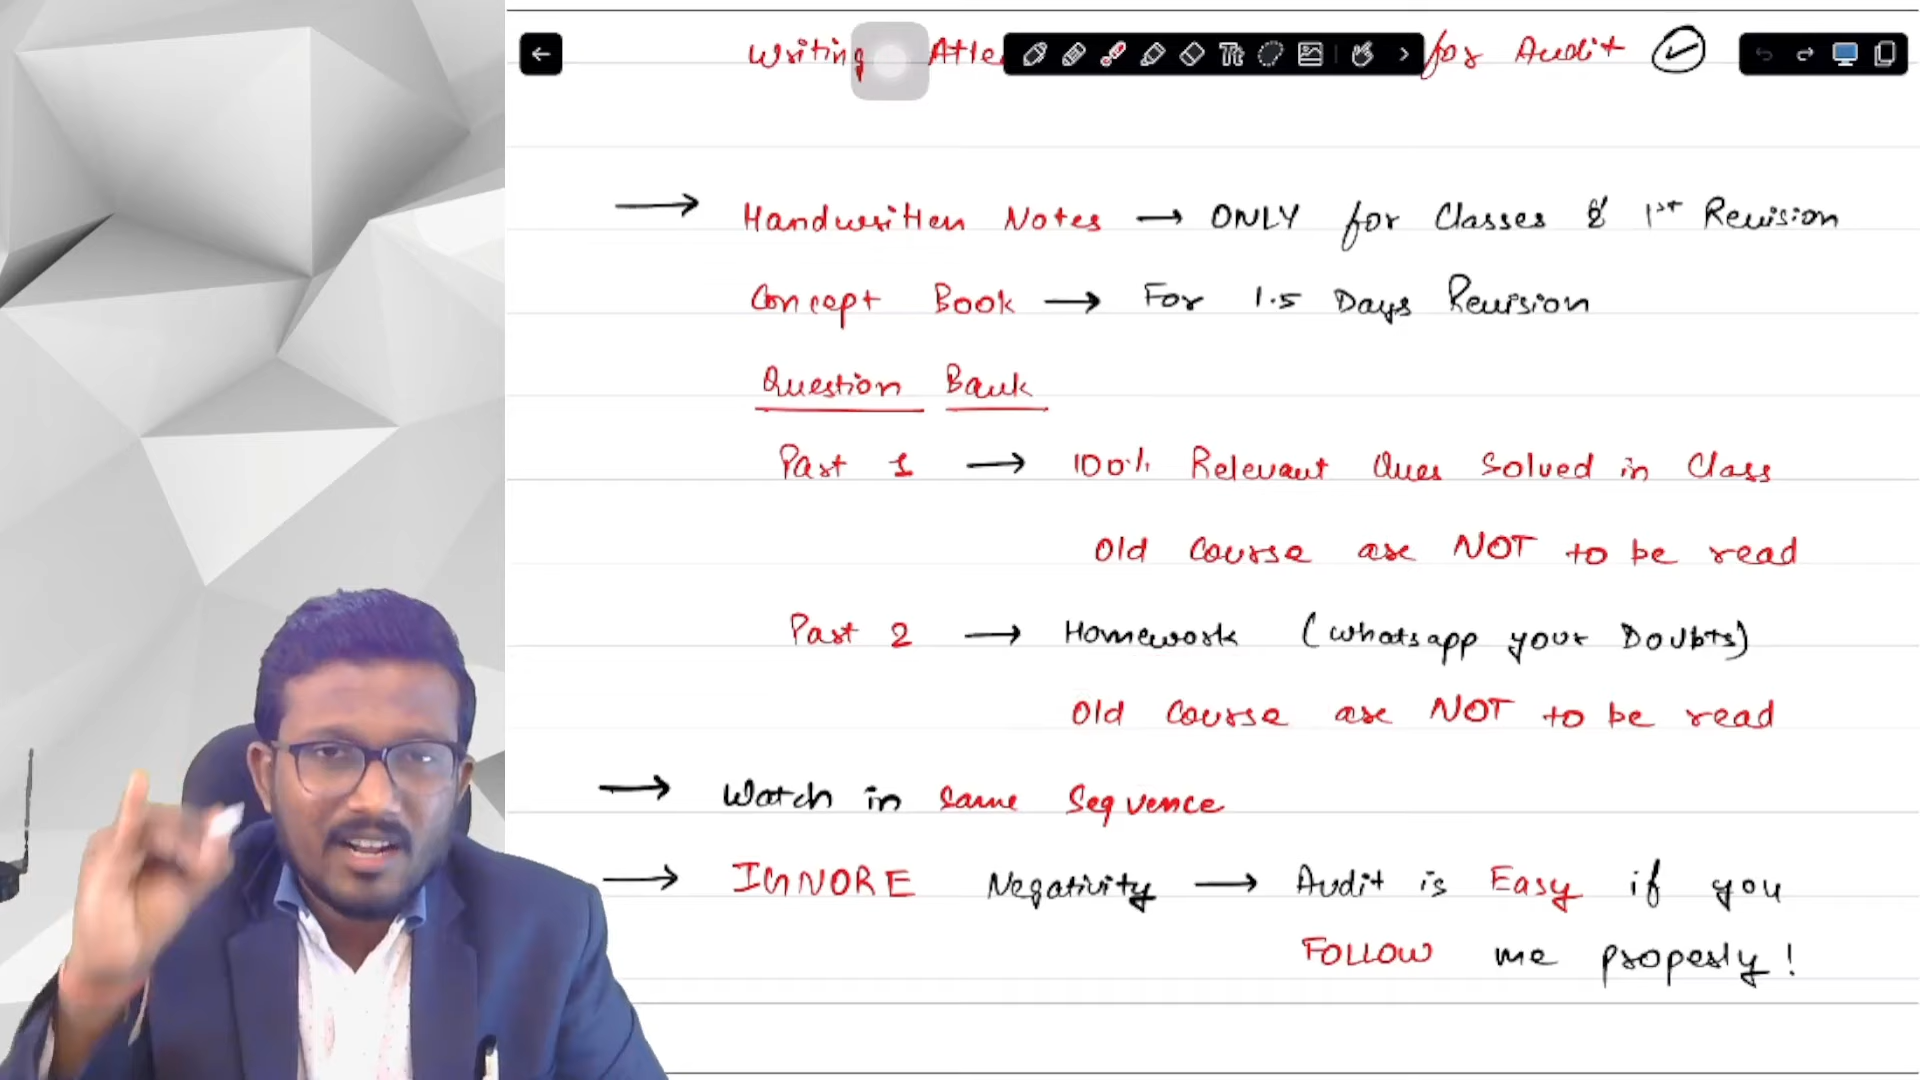 Writing for Audit
→ Handwritten Notes → ONLY for Classes & 1st Revision
Concept Book → For 1.5 Days Revision
Question Bank
Part 1 → 100% Relevant Ques Solved in Class
Old Course are NOT to be read
Part 2 → Homework (Whatsapp your Doubts)
Old Course are NOT to be read
→ Watch in Same Sequence
→ IGNORE Negativity → Audit is Easy if you
FOLLOW me properly!